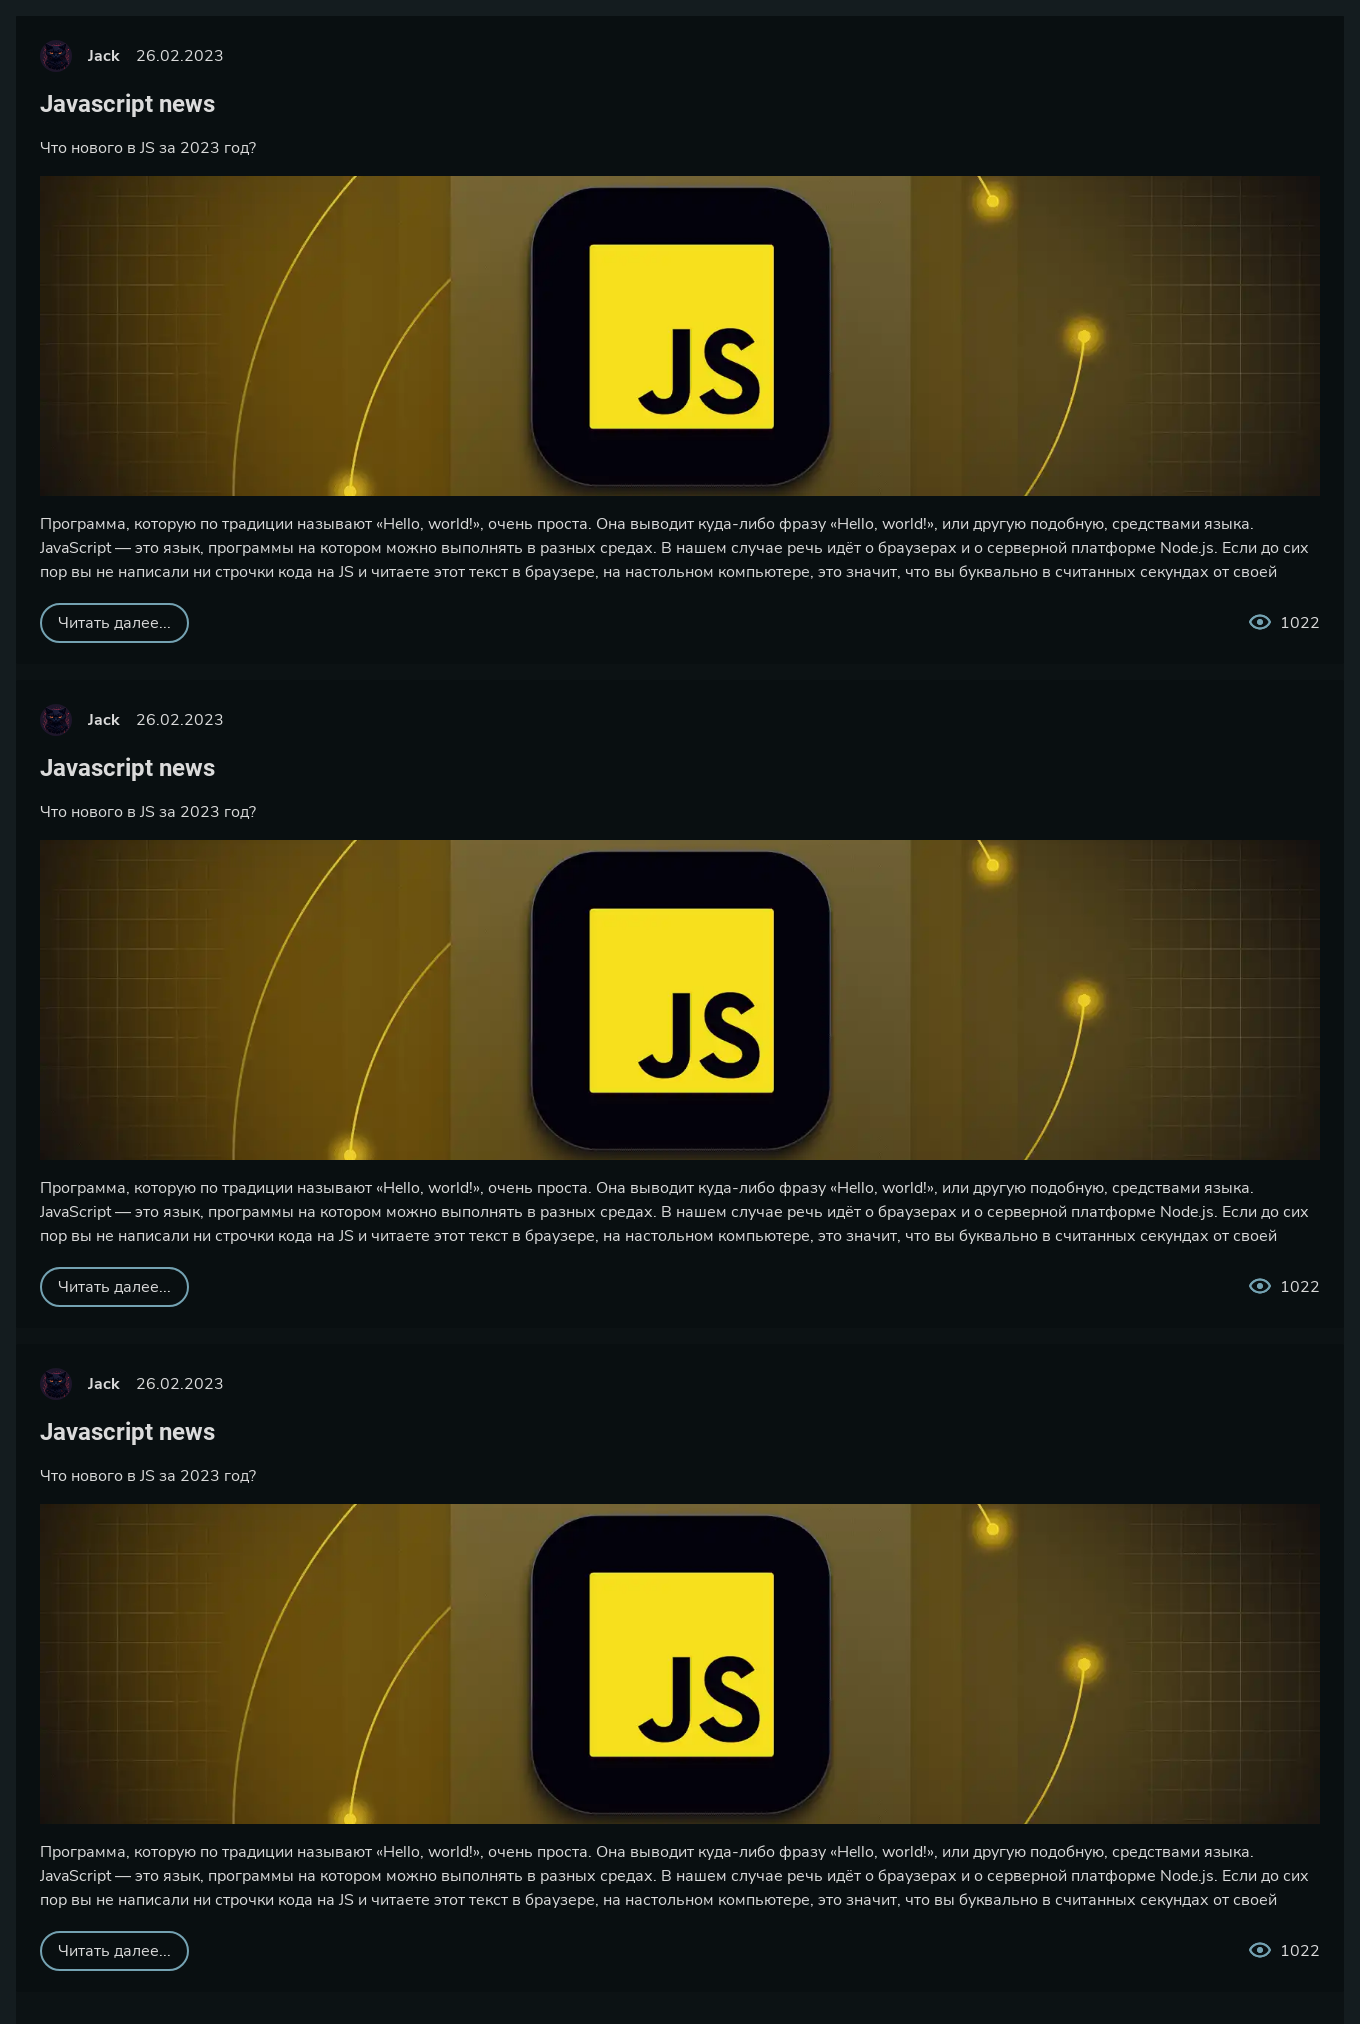 Jack 26.02.2023
Javascript news
Что нового в JS за 2023 год?
JS
Программа, которую по традиции называют «Hello, world!», очень проста. Она выводит куда-либо фразу «Hello, world!», или другую подобную, средствами языка.
JavaScript — это язык, программы на котором можно выполнять в разных средах. В нашем случае речь идёт о браузерах и о серверной платформе Node.js. Если до сих
пор вы не написали ни строчки кода на JS и читаете этот текст в браузере, на настольном компьютере, это значит, что вы буквально в считанных секундах от своей
Читать далее... 1022
Jack 26.02.2023
Javascript news
Что нового в JS за 2023 год?
JS
Программа, которую по традиции называют «Hello, world!», очень проста. Она выводит куда-либо фразу «Hello, world!», или другую подобную, средствами языка.
JavaScript — это язык, программы на котором можно выполнять в разных средах. В нашем случае речь идёт о браузерах и о серверной платформе Node.js. Если до сих
пор вы не написали ни строчки кода на JS и читаете этот текст в браузере, на настольном компьютере, это значит, что вы буквально в считанных секундах от своей
Читать далее... 1022
Jack 26.02.2023
Javascript news
Что нового в JS за 2023 год?
JS
Программа, которую по традиции называют «Hello, world!», очень проста. Она выводит куда-либо фразу «Hello, world!», или другую подобную, средствами языка.
JavaScript — это язык, программы на котором можно выполнять в разных средах. В нашем случае речь идёт о браузерах и о серверной платформе Node.js. Если до сих
пор вы не написали ни строчки кода на JS и читаете этот текст в браузере, на настольном компьютере, это значит, что вы буквально в считанных секундах от своей
Читать далее... 1022